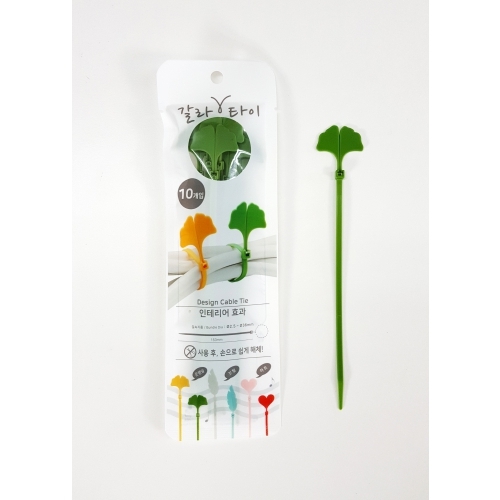 갈라 타이
10개입
Design Cable Tie
인테리어 효과
사용 후, 손으로 쉽게 해체!